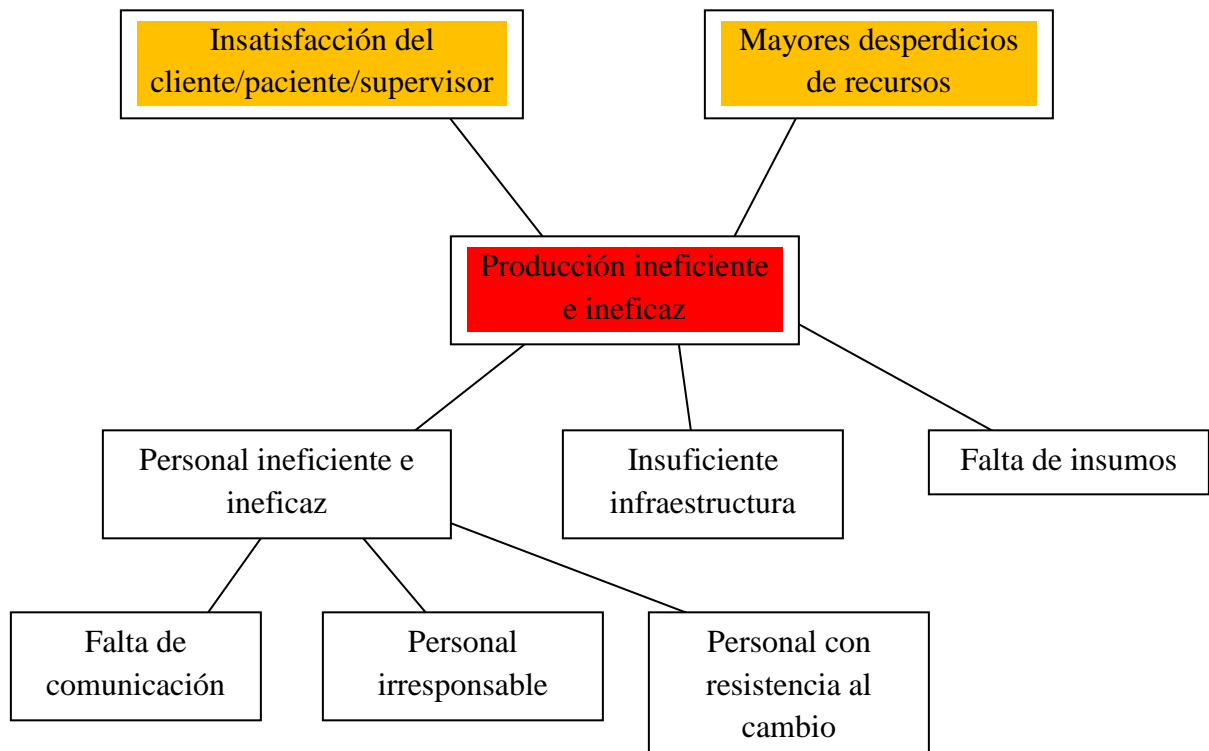 Insatisfacción del
cliente/paciente/supervisor
Mayores desperdicios
de recursos
Producción ineficiente
e ineficaz
Personal ineficiente e
ineficaz
Insuficiente
infraestructura
Falta de insumos
Falta de
comunicación
Personal
irresponsable
Personal con
resistencia al
cambio